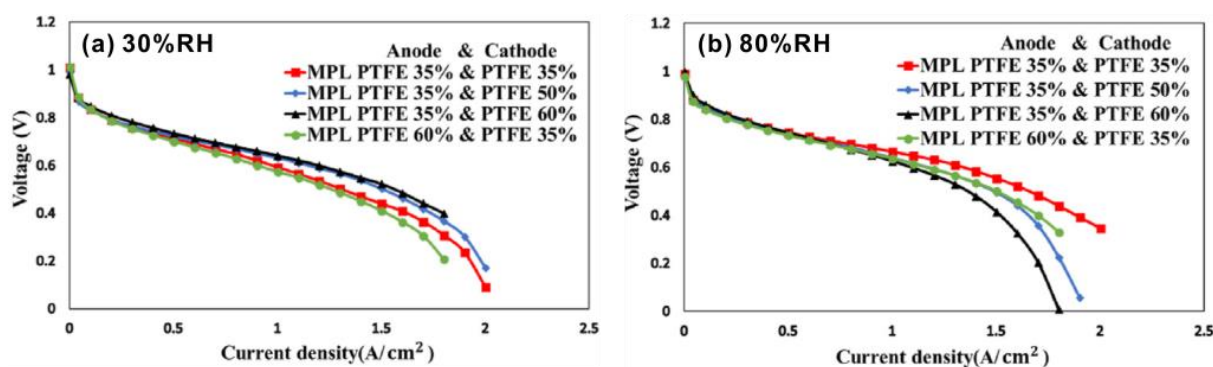 (a) 30%RH
Anode & Cathode
MPL PTFE 35% & PTFE 35%
MPL PTFE 35% & PTFE 50%
MPL PTFE 35% & PTFE 60%
MPL PTFE 60% & PTFE 35%
Voltage (V)
1.2
1
0.8
0.6
0.4
0.2
0
0
0.5
1
1.5
2
2.5
Current density(A/cm²)
(b) 80%RH
Anode & Cathode
MPL PTFE 35% & PTFE 35%
MPL PTFE 35% & PTFE 50%
MPL PTFE 35% & PTFE 60%
MPL PTFE 60% & PTFE 35%
Voltage (V)
1.2
1
0.8
0.6
0.4
0.2
0
0
0.5
1
1.5
2
2.5
Current density(A/cm²)